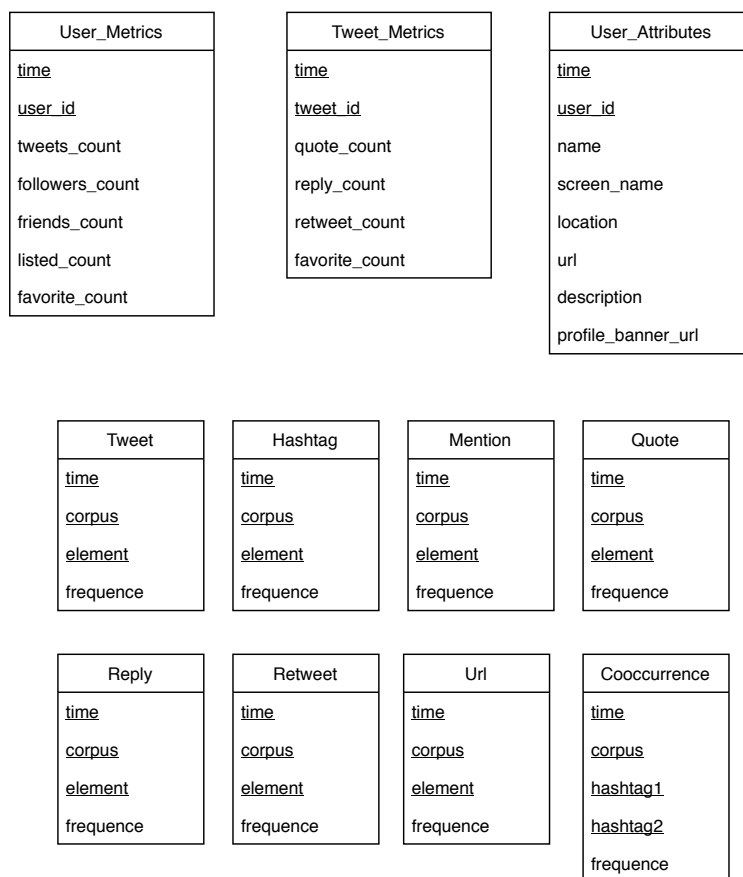 User_Metrics
time
user_id
tweets_count
followers_count
friends_count
listed_count
favorite_count
Tweet_Metrics
time
tweet_id
quote_count
reply_count
retweet_count
favorite_count
User_Attributes
time
user_id
name
screen_name
location
url
description
profile_banner_url
Tweet
time
corpus
element
frequence
Hashtag
time
corpus
element
frequence
Mention
time
corpus
element
frequence
Quote
time
corpus
element
frequence
Reply
time
corpus
element
frequence
Retweet
time
corpus
element
frequence
Url
time
corpus
element
frequence
Cooccurrence
time
corpus
hashtag1
hashtag2
frequence